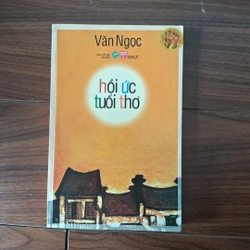 Văn Ngọc
hồi ức
tuổi thơ